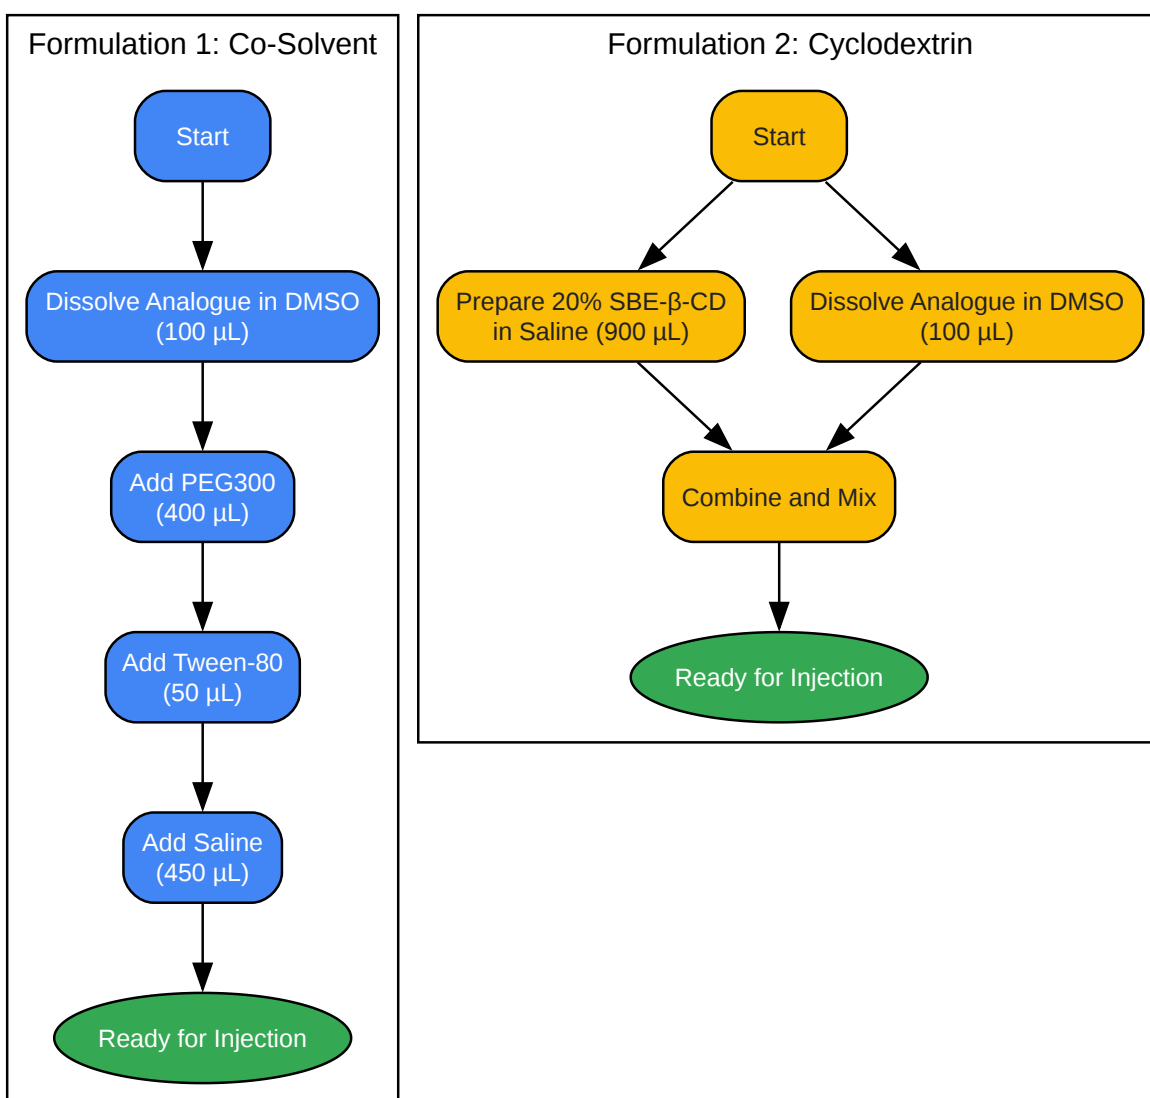 Formulation 1: Co-Solvent
Start
Dissolve Analogue in DMSO
(100 µL)
Add PEG300
(400 µL)
Add Tween-80
(50 µL)
Add Saline
(450 µL)
Ready for Injection
Formulation 2: Cyclodextrin
Start
Prepare 20% SBE-β-CD
in Saline (900 µL)
Dissolve Analogue in DMSO
(100 µL)
Combine and Mix
Ready for Injection